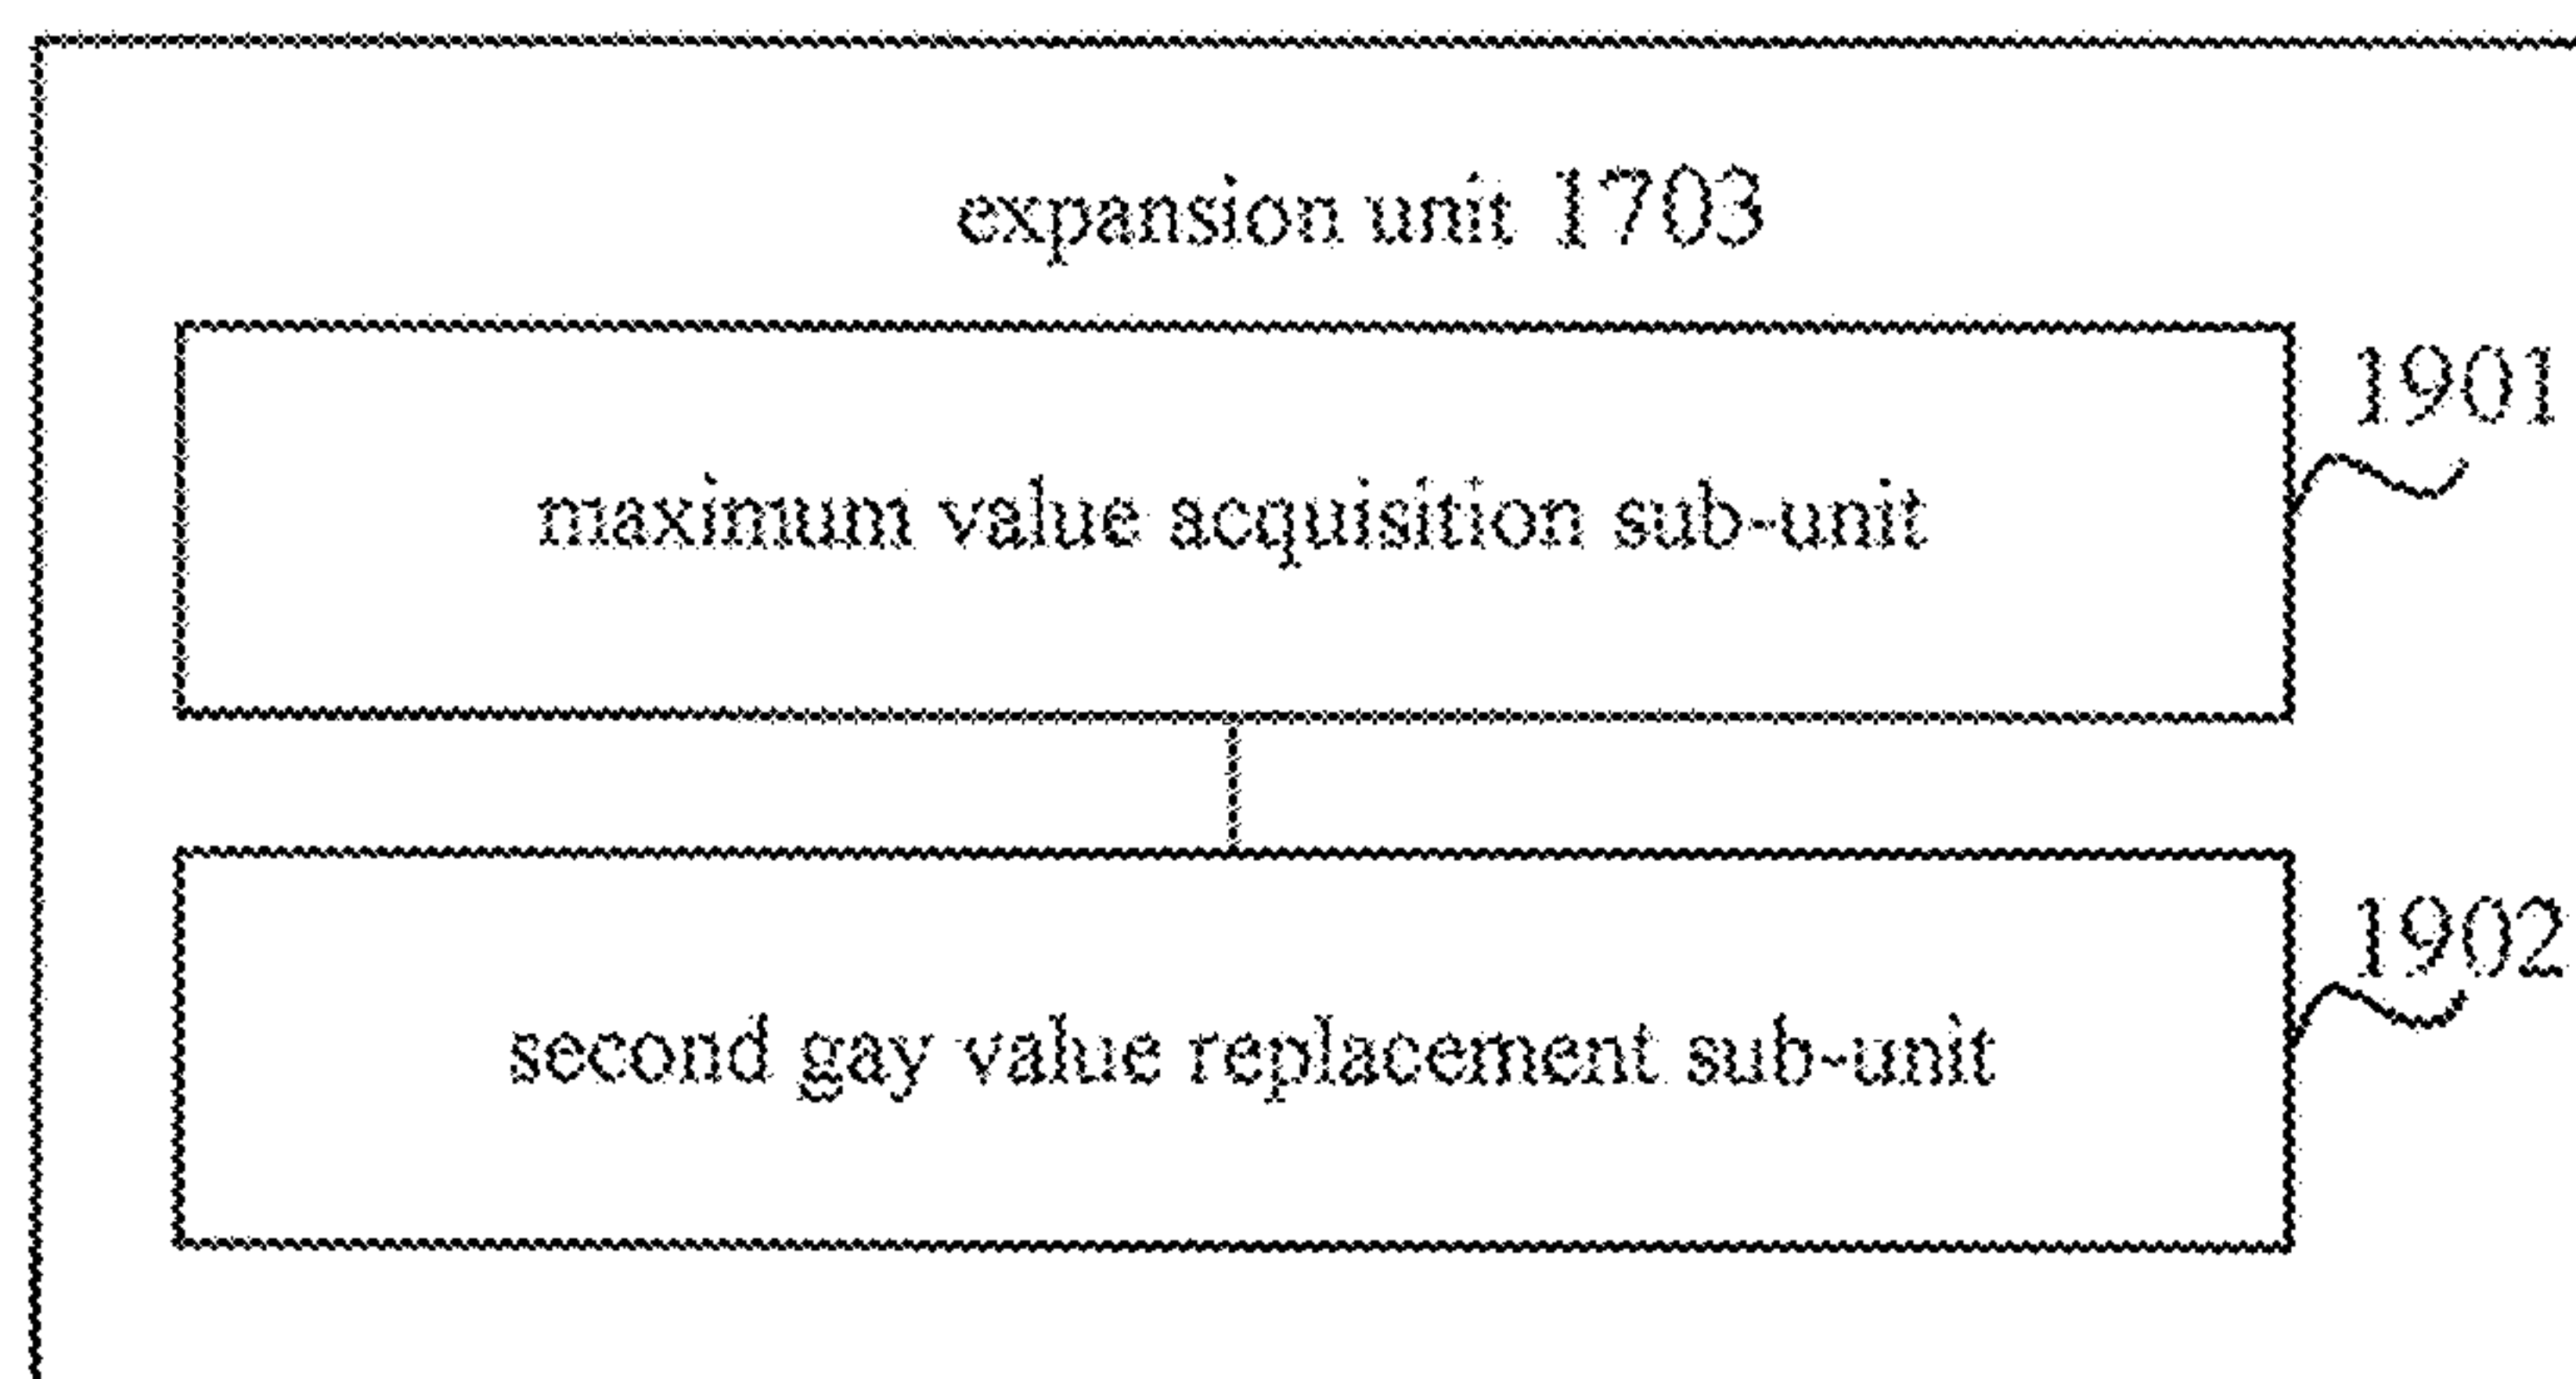 expansion unit 1703
1901
maximum value acquisition sub-unit
1902
second gay value replacement sub-unit